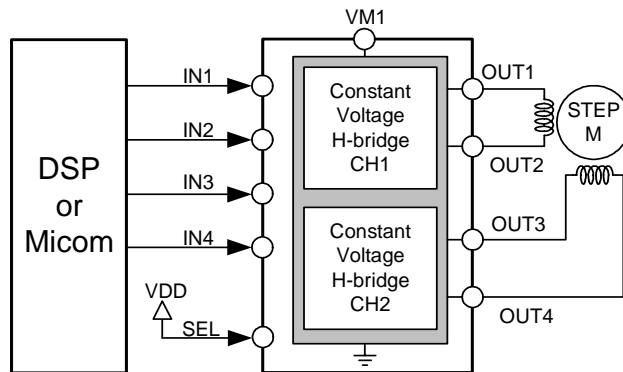 VM1
DSP
or
Micom
IN1
IN2
IN3
IN4
VDD
SEL
Constant
Voltage
H-bridge
CH1
Constant
Voltage
H-bridge
CH2
OUT1
OUT2
OUT3
OUT4
STEP
M